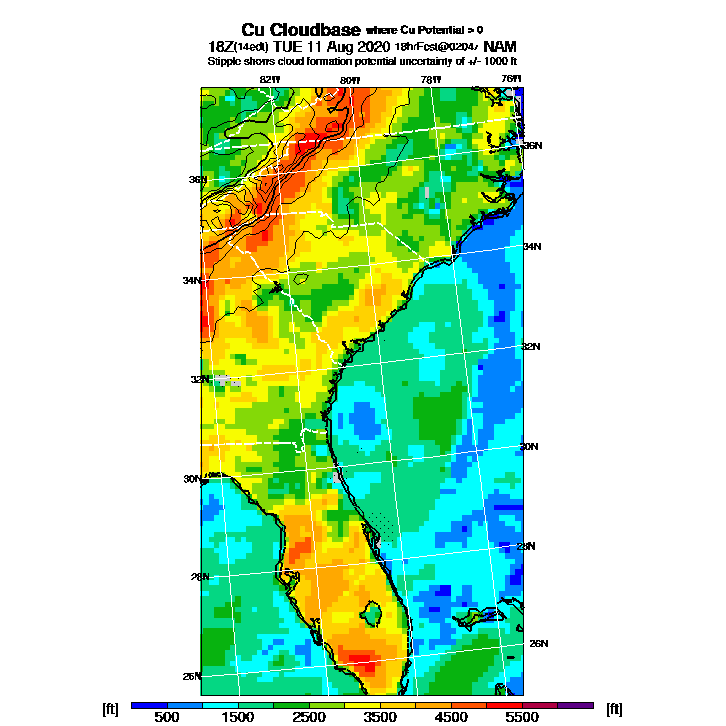 Cu Cloudbase where Cu Potential > 0
18Z(14edt) TUE 11 Aug 2020 18hrFcst@0204z NAM
Stipple shows cloud formation potential uncertainty of +/- 1000 ft
82W 80W 78W 76W
36N
36N
34N
34N
32N
32N
30N
30N
28N
28N
26N
26N
[ft] 500 1500 2500 3500 4500 5500 [ft]